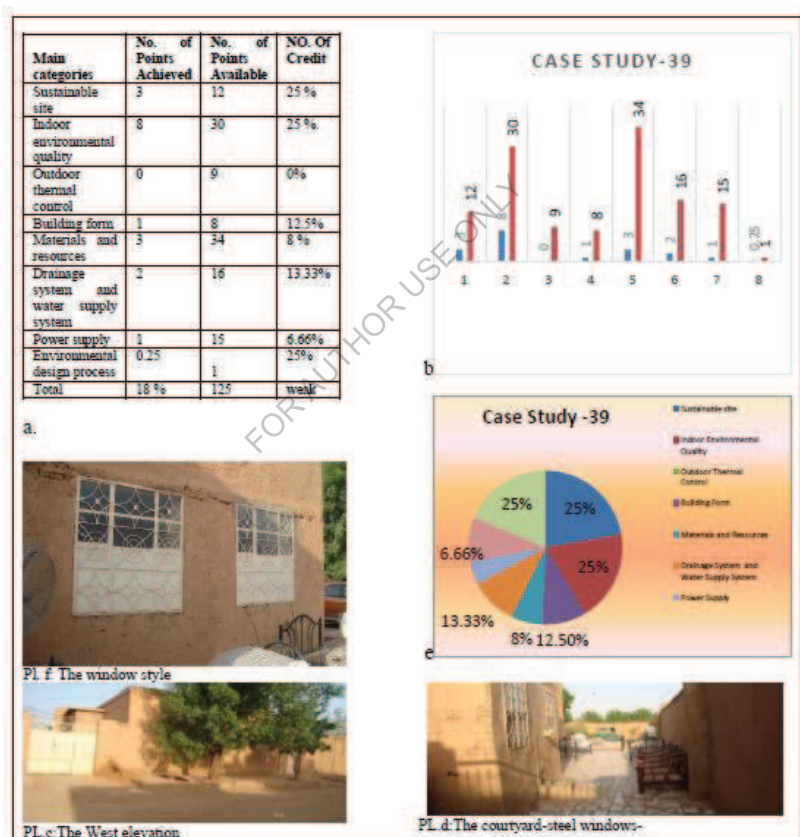 Main categories
No. of Points Achieved
No. of Points Available
NO. Of Credit
Sustainable site 3 12 25 %
Indoor environmental quality 8 30 25 %.
Outdoor thermal control 0 9 0%
Building form 1 8 12.5%
Materials and resources 3 34 8 %
Drainage system and water supply system 2 16 13.33%
Power supply 1 15 6.66%
Environmental design process 0.25 1 25%
Total 18 % 125 weak
a.
CASE STUDY-39
3 12 8 30 0 9 1 8 3 34 2 16 1 15 0.25 1
1 2 3 4 5 6 7 8
b
FOR AUTHOR USE ONLY
Case Study -39
25%
25%
25%
6.66%
13.33%
8%
12.50%
Sustainable site
Indoor Environmental
Quality
Outdoor Thermal
Control
Building Form
Materials and Resources
Drainage System and
Water Supply System
Power Supply
e
Pl. f: The window style
PL.c:The West elevation
PL.d:The courtyard-steel windows-